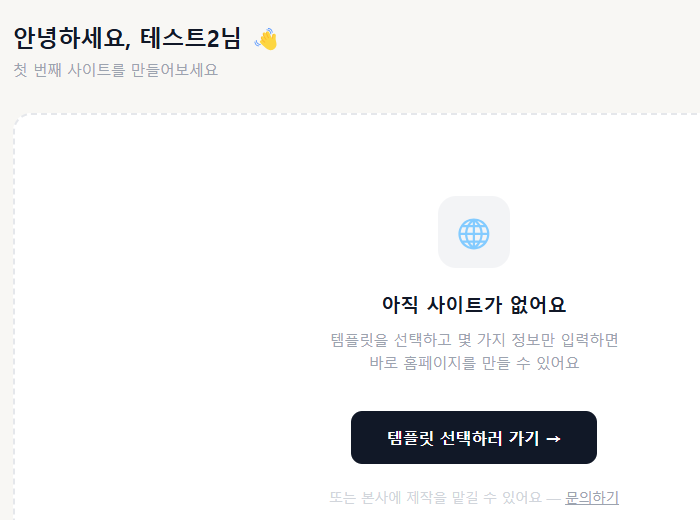 안녕하세요, 테스트2님 👋
첫 번째 사이트를 만들어보세요
아직 사이트가 없어요
템플릿을 선택하고 몇 가지 정보만 입력하면
바로 홈페이지를 만들 수 있어요
템플릿 선택하러 가기 →
또는 본사에 제작을 맡길 수 있어요 — 문의하기